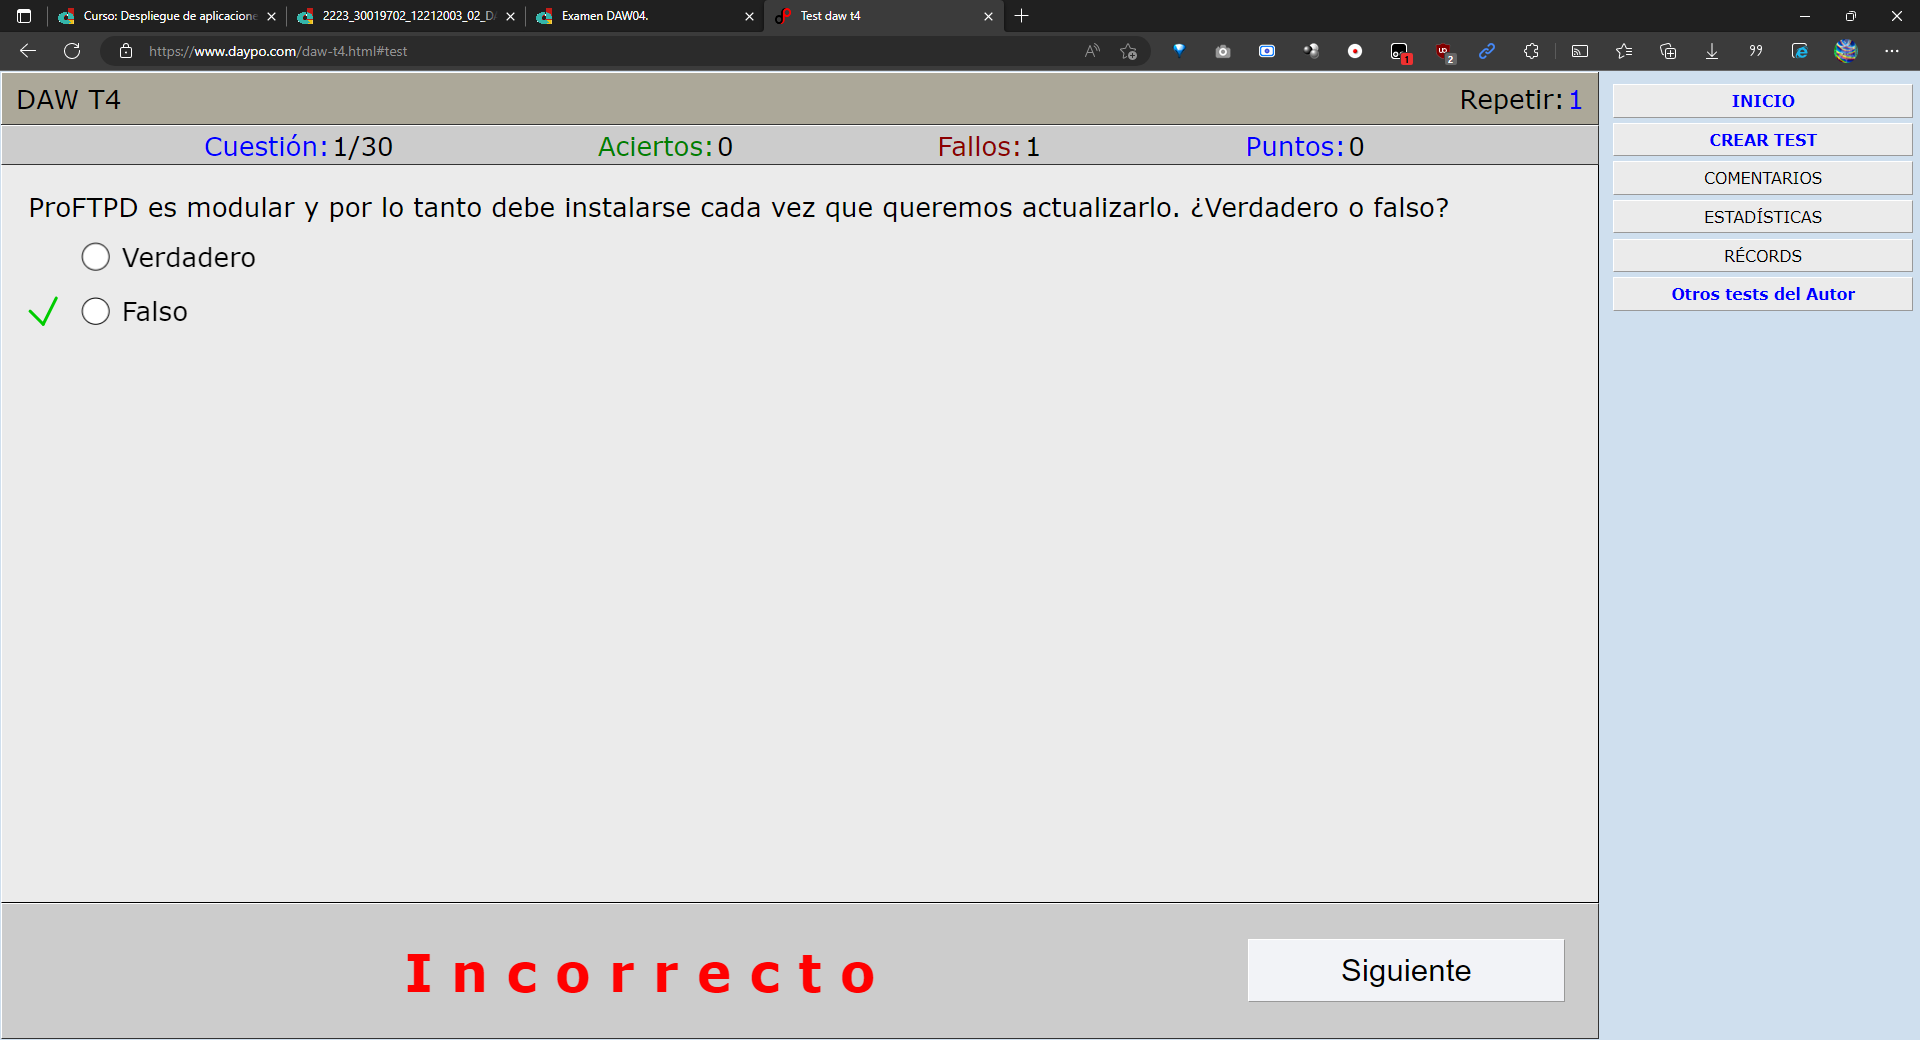 Curso: Despliegue de aplicacione
2223_30019702_12212003_02_DA
Examen DAW04.
Test daw t4
https://www.daypo.com/daw-t4.html#test
1
2
DAW T4
Repetir: 1
Cuestión: 1/30
Aciertos: 0
Fallos: 1
Puntos: 0
ProFTPD es modular y por lo tanto debe instalarse cada vez que queremos actualizarlo. ¿Verdadero o falso?
Verdadero
Falso
Incorrecto
Siguiente
INICIO
CREAR TEST
COMENTARIOS
ESTADÍSTICAS
RÉCORDS
Otros tests del Autor